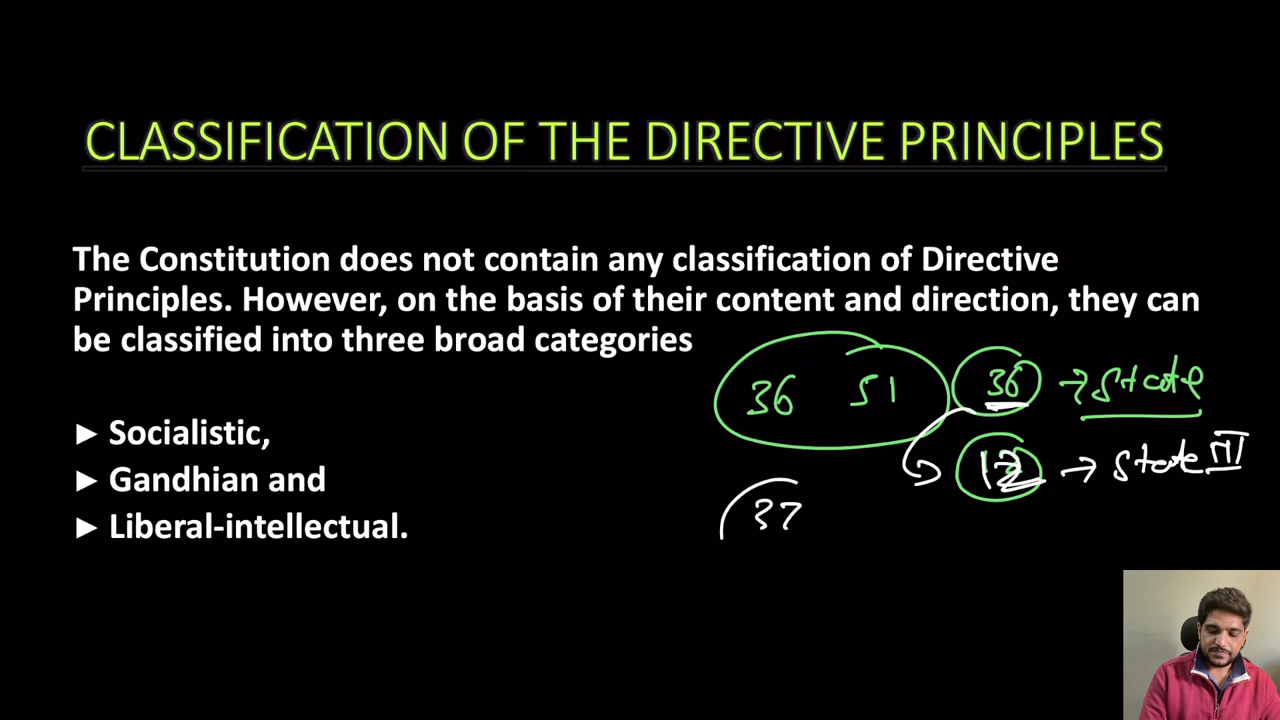 CLASSIFICATION OF THE DIRECTIVE PRINCIPLES
The Constitution does not contain any classification of Directive
Principles. However, on the basis of their content and direction, they can
be classified into three broad categories
► Socialistic,
► Gandhian and
► Liberal-intellectual.
36 51 36 → State
12 → State III
37